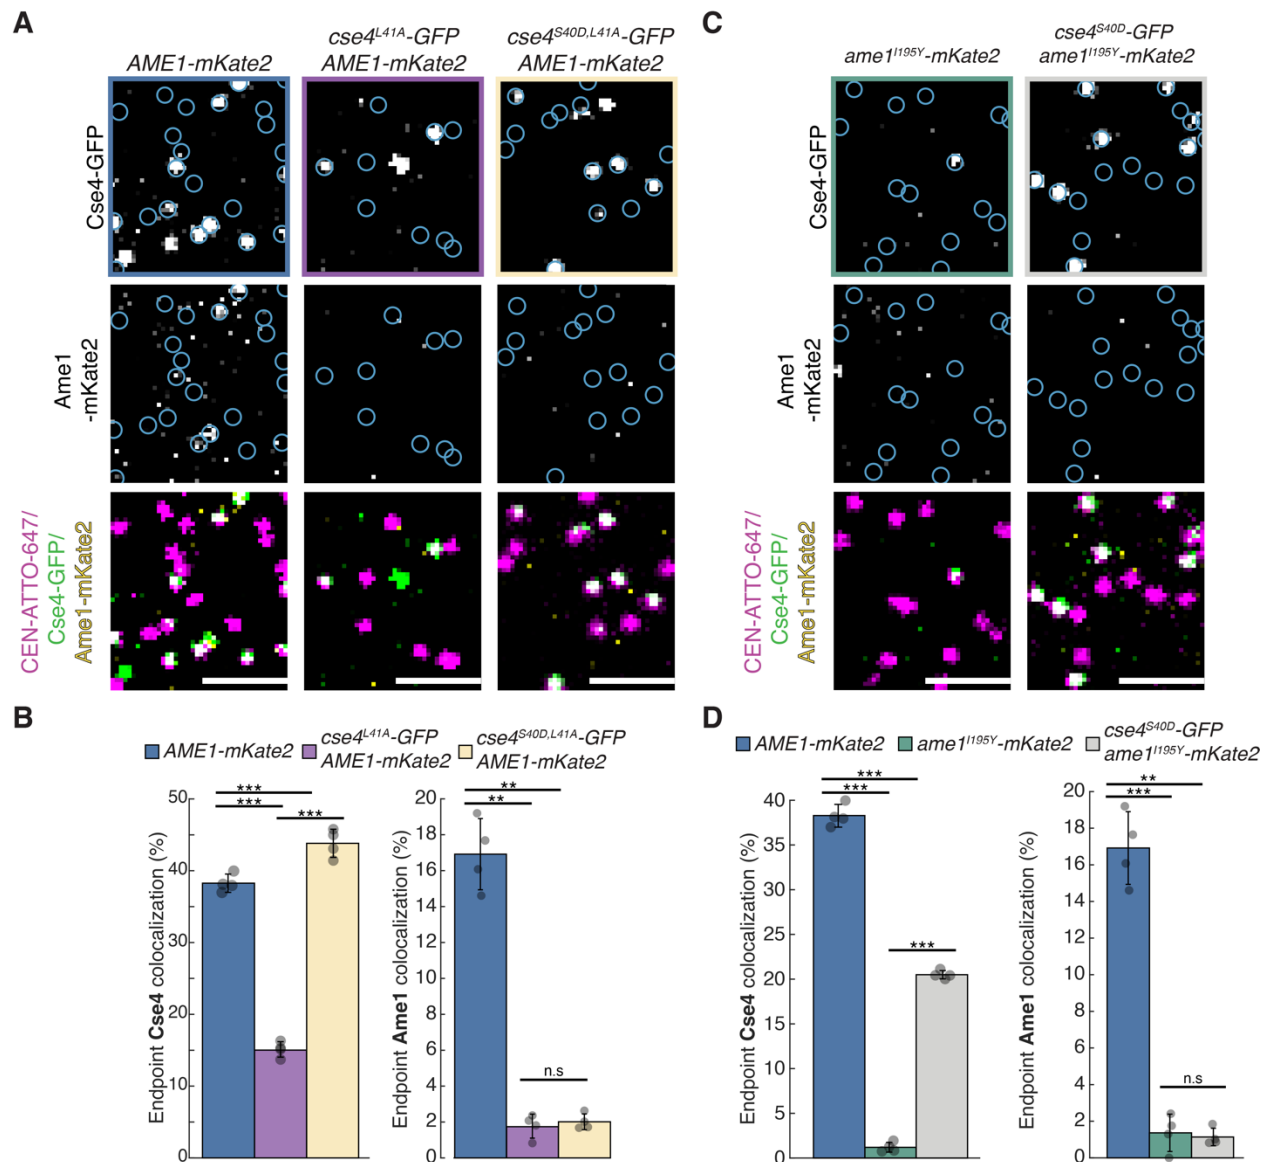 A
AME1-mKate2
cse4L41A-GFP
AME1-mKate2
cse4S40D,L41A-GFP
AME1-mKate2
Cse4-GFP
Ame1
-mKate2
CEN-ATTO-647/
Cse4-GFP/
Ame1-mKate2
C
ame1I195Y-mKate2
cse4S40D-GFP
ame1I195Y-mKate2
Cse4-GFP
Ame1
-mKate2
CEN-ATTO-647/
Cse4-GFP/
Ame1-mKate2
B
AME1-mKate2
cse4L41A-GFP
AME1-mKate2
cse4S40D,L41A-GFP
AME1-mKate2
Endpoint Cse4 colocalization (%)
50
40
30
20
10
0
***
***
***
Endpoint Ame1 colocalization (%)
20
18
16
14
12
10
8
6
4
2
0
**
**
n.s
D
AME1-mKate2
ame1I195Y-mKate2
cse4S40D-GFP
ame1I195Y-mKate2
Endpoint Cse4 colocalization (%)
40
35
30
25
20
15
10
5
0
***
***
***
Endpoint Ame1 colocalization (%)
20
18
16
14
12
10
8
6
4
2
0
**
***
n.s